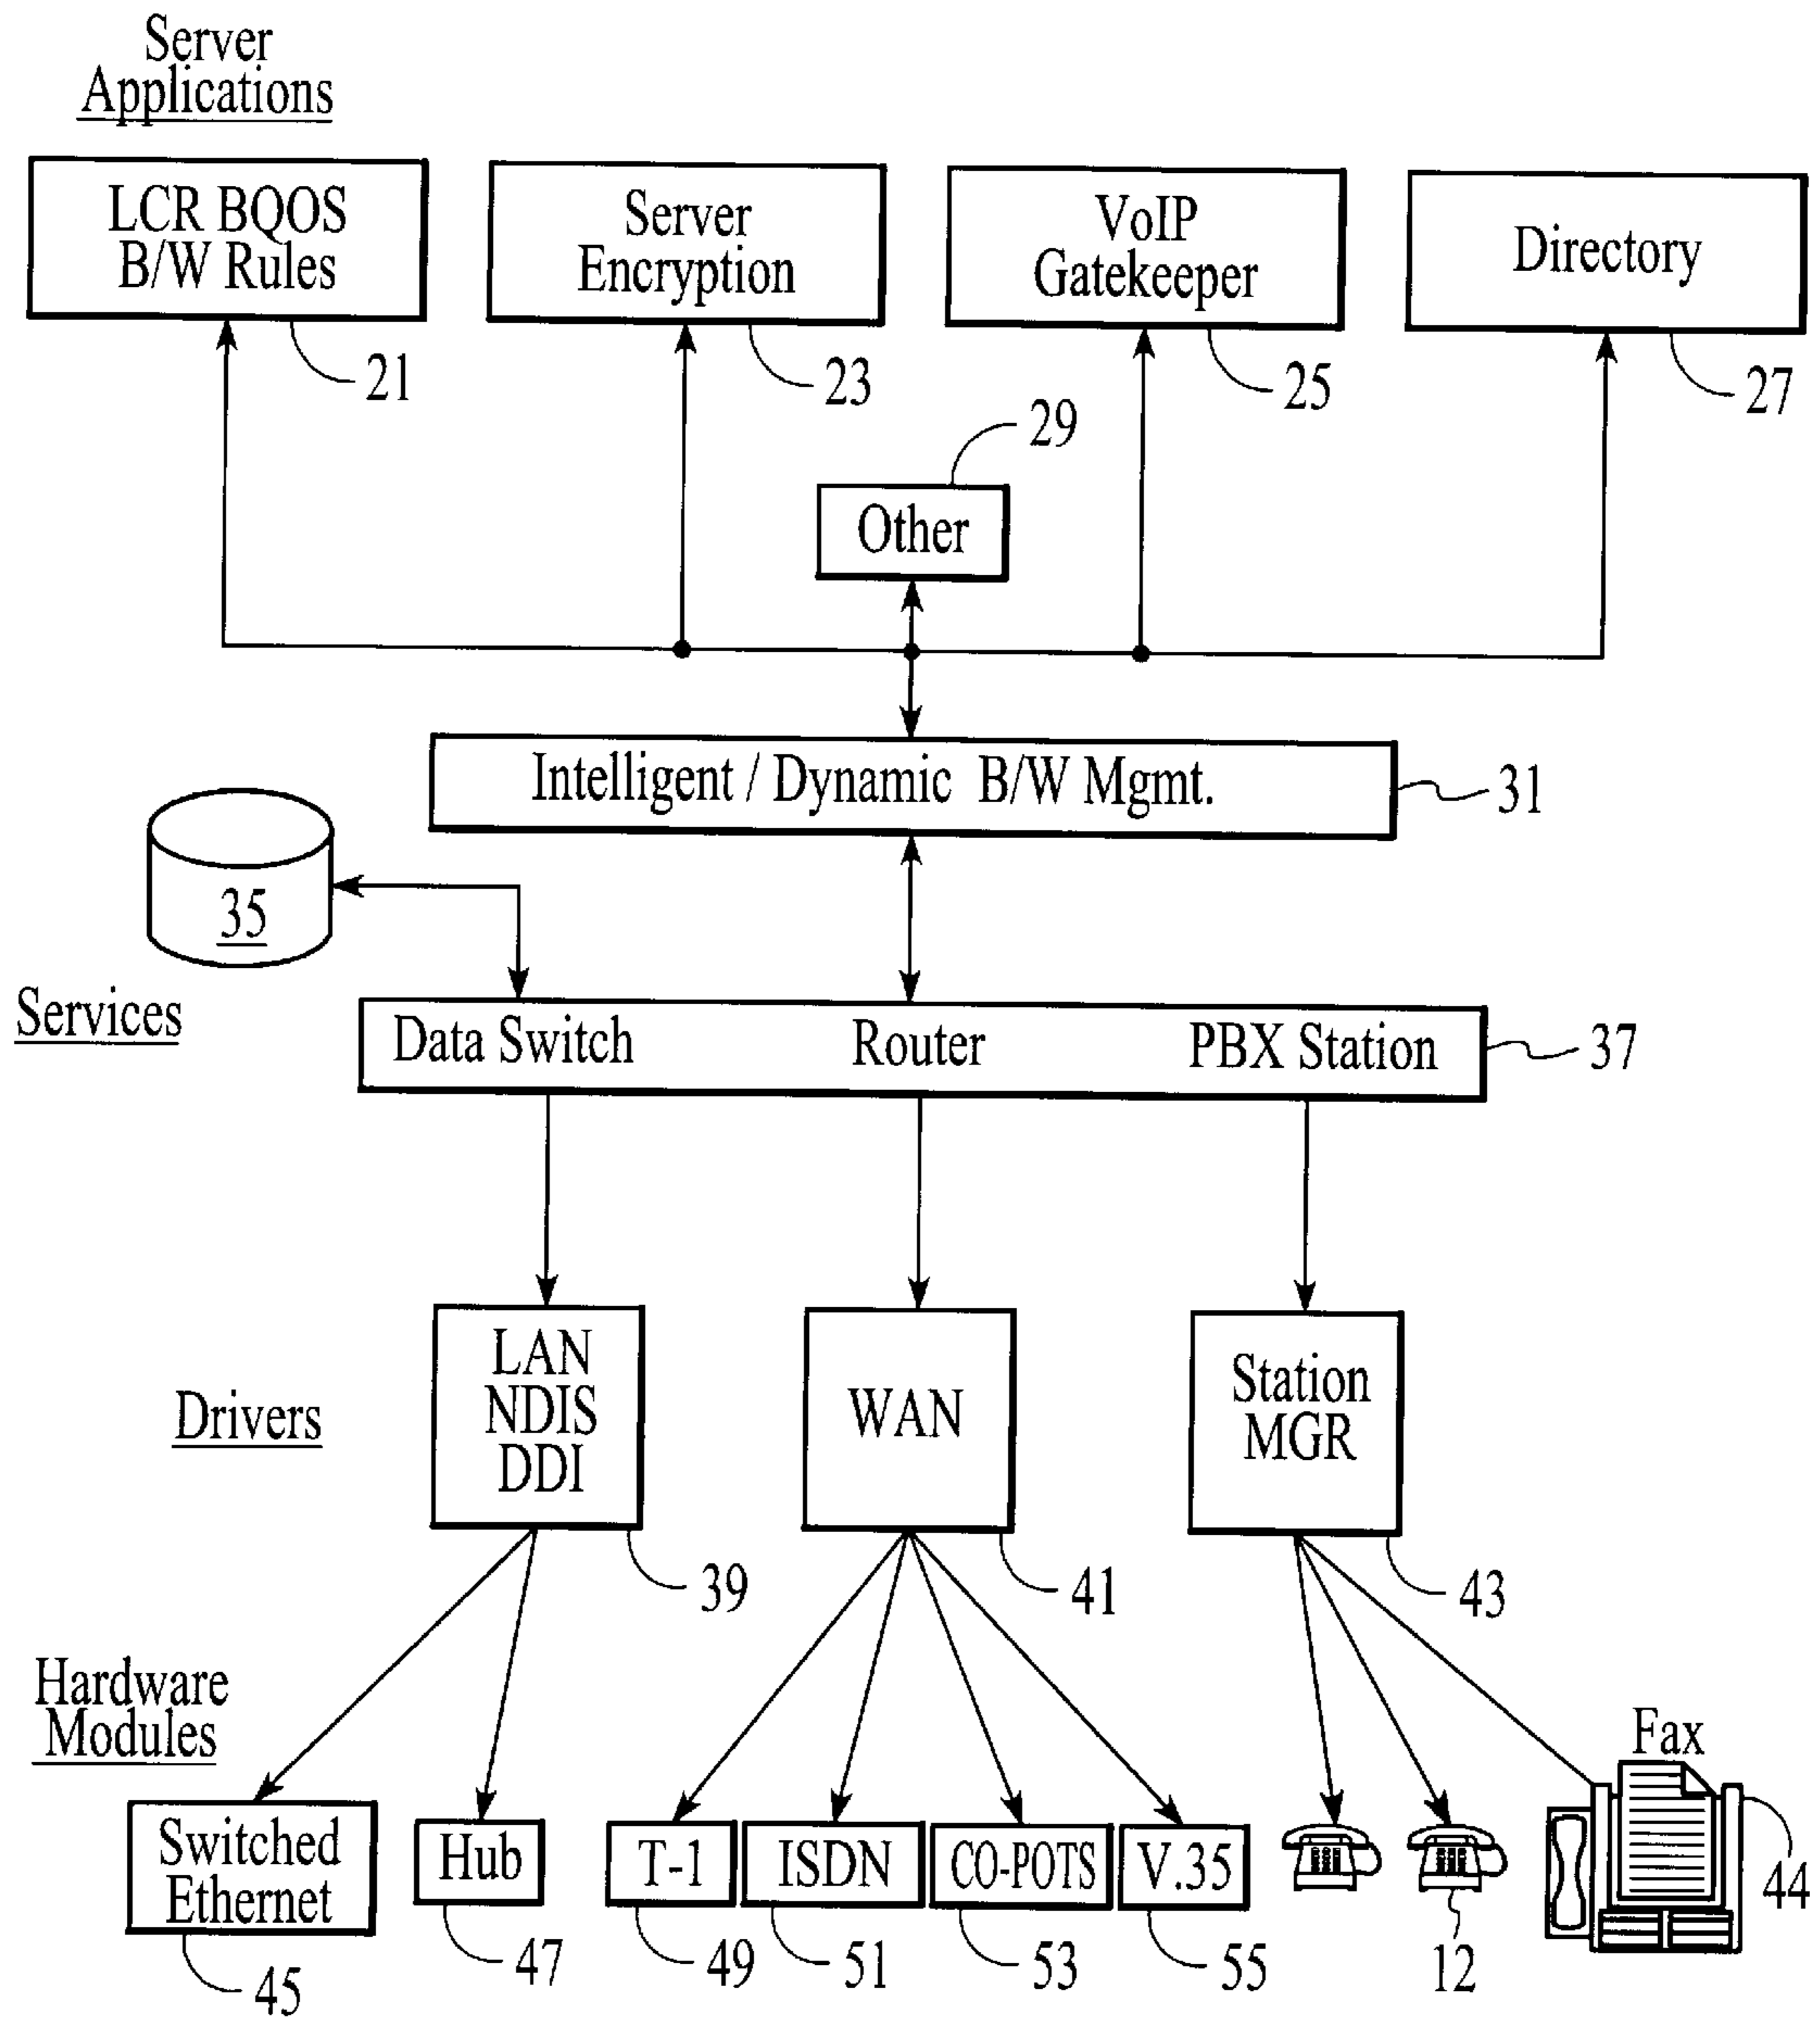 Server
Applications
LCR BQOS
B/W Rules
Server
Encryption
VoIP
Gatekeeper
Directory
21
23
25
27
29
Other
Intelligent / Dynamic B/W Mgmt.
31
35
Services
Data Switch
Router
PBX Station
37
Drivers
LAN
NDIS
DDI
WAN
Station
MGR
39
41
43
Hardware
Modules
Fax
Switched
Ethernet
Hub
T-1
ISDN
CO-POTS
V.35
44
45
47
49
51
53
55
12